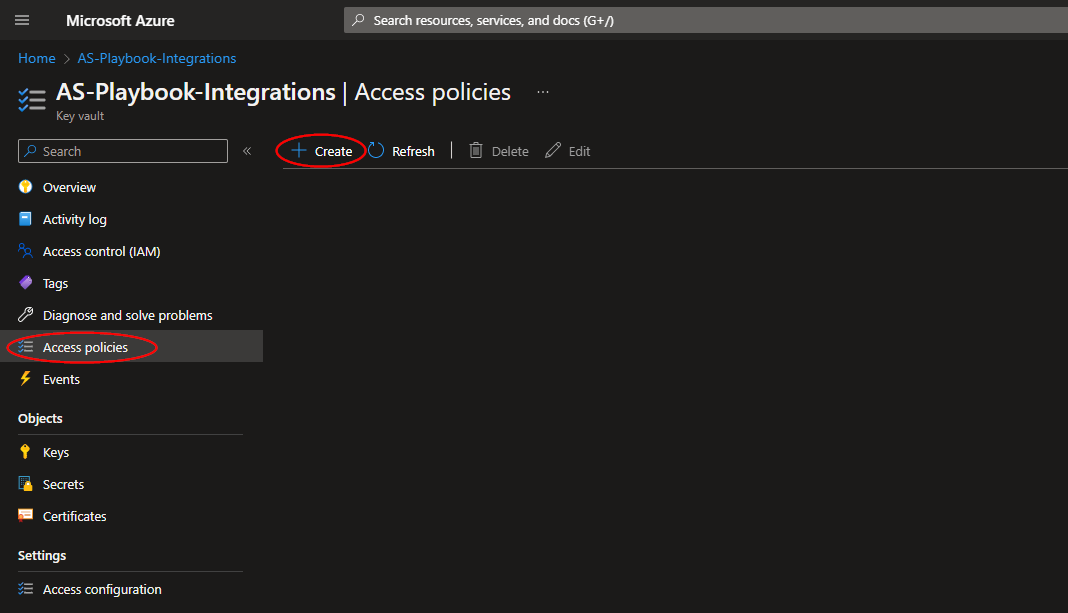 Microsoft Azure
Search resources, services, and docs (G+/)
Home > AS-Playbook-Integrations
AS-Playbook-Integrations | Access policies ...
Key vault
Search
«
Create
Refresh
Delete
Edit
Overview
Activity log
Access control (IAM)
Tags
Diagnose and solve problems
Access policies
Events
Objects
Keys
Secrets
Certificates
Settings
Access configuration